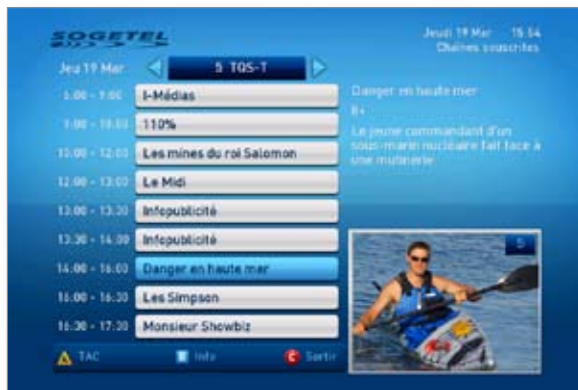 SOGETEL
Jeudi 19 Mar 15:54
Chaînes souscrites
Jeu 19 Mar
5 TQS-T
6.00 - 9.00 I-Médias
9.00 - 10.00 110%
10.00 - 12.00 Les mines du roi Salomon
12.00 - 13.00 Le Midi
13.00 - 13.30 Infopublicité
13.30 - 14.00 Infopublicité
14.00 - 16.00 Danger en haute mer
16.00 - 16.30 Les Simpson
16.30 - 17.30 Monsieur Showbiz
Danger en haute mer
8+
Le jeune commandant d'un
sous-marin nucléaire fait face à
une mutinerie
5
TAC
Info
C Sortir